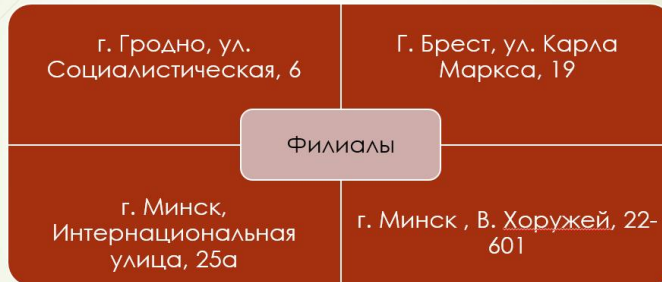 г. Гродно, ул.
Социалистическая, 6
Г. Брест, ул. Карла
Маркса, 19
Филиалы
г. Минск,
Интернациональная
улица, 25а
г. Минск , В. Хоружей, 22-
601